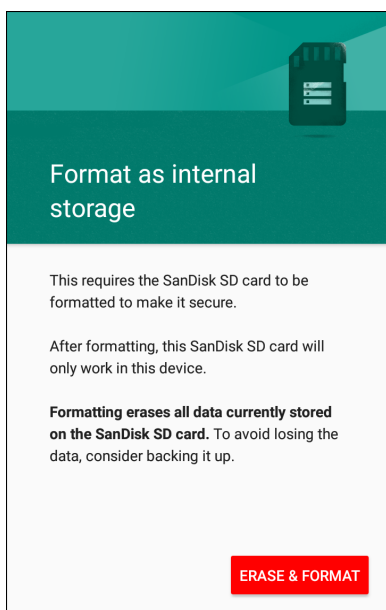 Format as internal
storage
This requires the SanDisk SD card to be
formatted to make it secure.
After formatting, this SanDisk SD card will
only work in this device.
Formatting erases all data currently stored
on the SanDisk SD card. To avoid losing the
data, consider backing it up.
ERASE & FORMAT